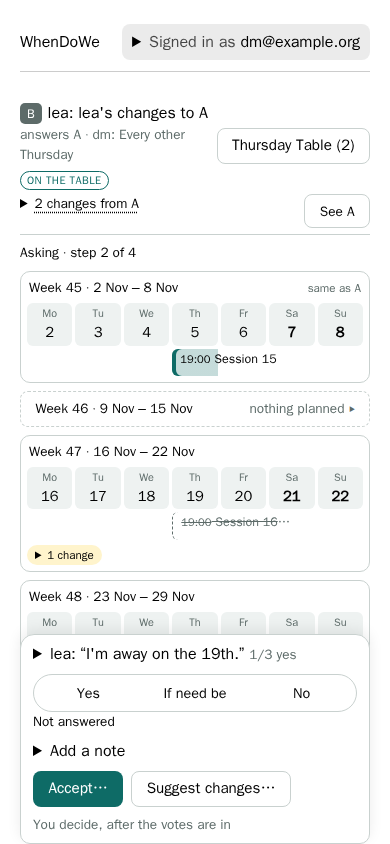 WhenDoWe
▶ Signed in as dm@example.org
B lea: lea's changes to A
answers A · dm: Every other Thursday
Thursday Table (2)
ON THE TABLE
▶ 2 changes from A
See A
Asking · step 2 of 4
Week 45 · 2 Nov – 8 Nov
same as A
Mo Tu We Th Fr Sa Su
2 3 4 5 6 7 8
19:00 Session 15
Week 46 · 9 Nov – 15 Nov
nothing planned ▸
Week 47 · 16 Nov – 22 Nov
Mo Tu We Th Fr Sa Su
16 17 18 19 20 21 22
19:00 Session 16…
▶ 1 change
Week 48 · 23 Nov – 29 Nov
Mo Tu We Th Fr Sa Su
▶ lea: “I'm away on the 19th.” 1/3 yes
Yes If need be No
Not answered
▶ Add a note
Accept…
Suggest changes…
You decide, after the votes are in